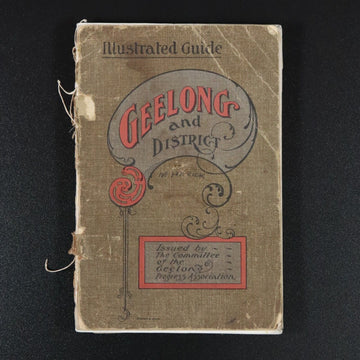 Illustrated Guide
GEELONG
and
DISTRICT
Issued by
The Committee
of the
Geelong
Progress Association